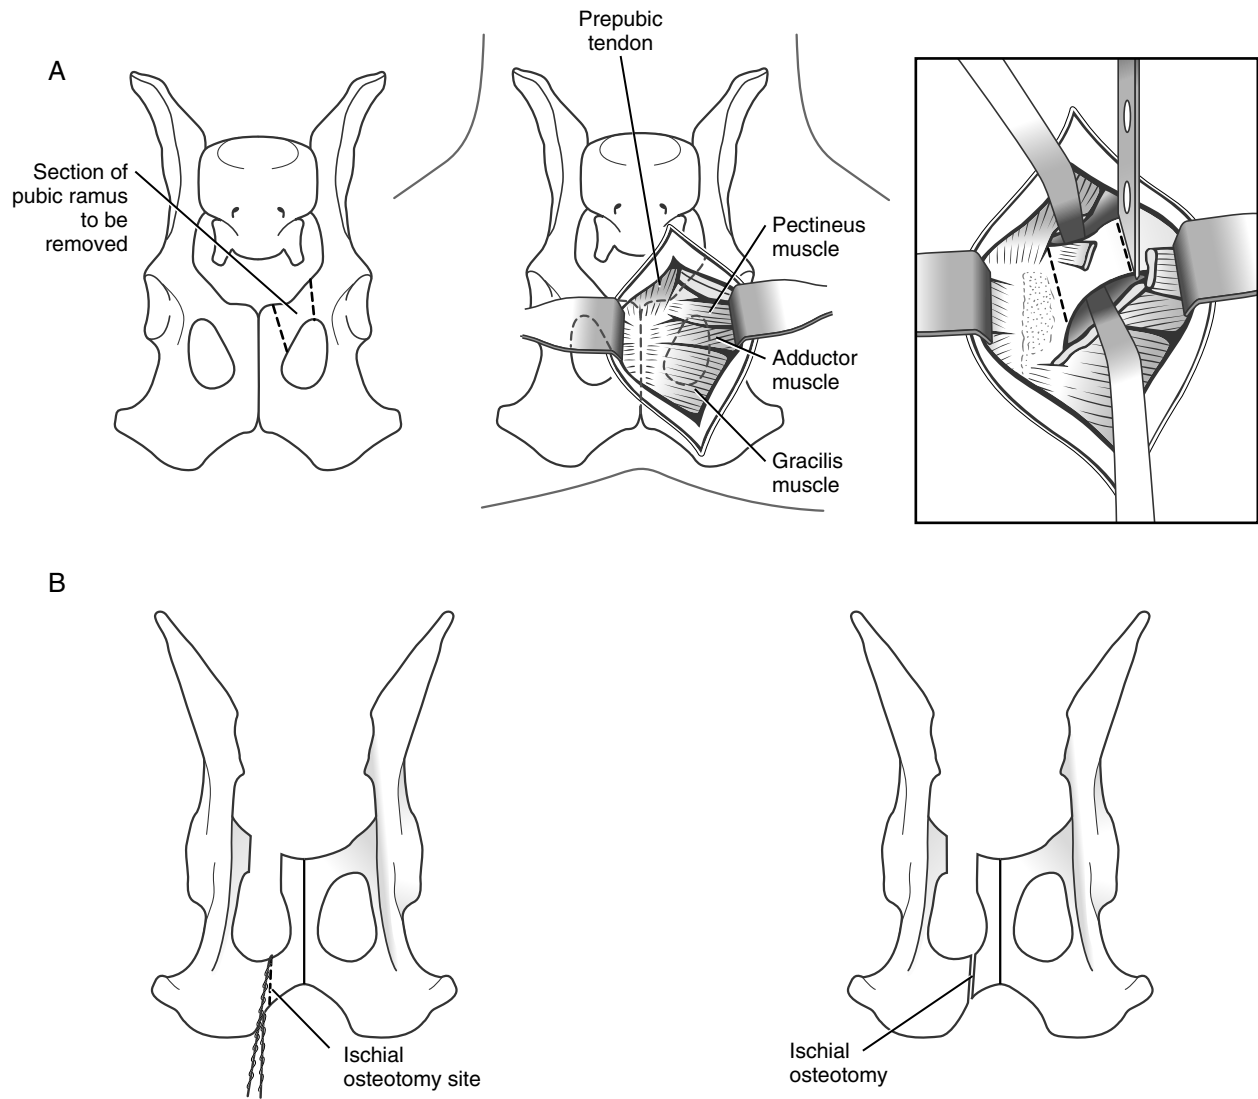 A
Prepubic
tendon
Section of
pubic ramus
to be
removed
Pectineus
muscle
Adductor
muscle
Gracilis
muscle
B
Ischial
osteotomy site
Ischial
osteotomy